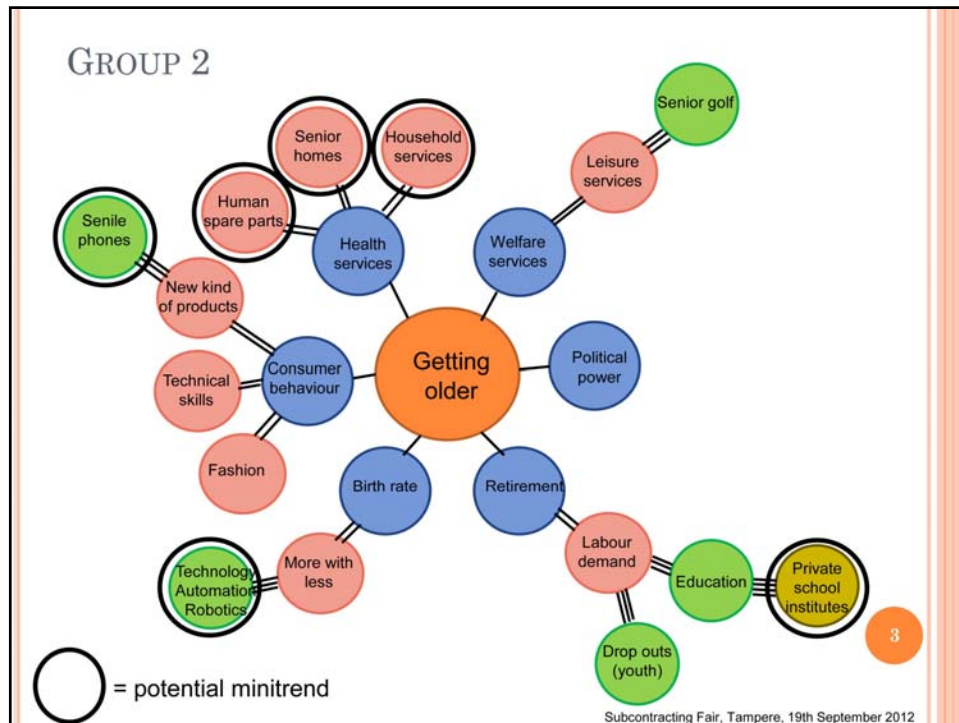 GROUP 2
Senior golf
Senior
homes
Household
services
Leisure
services
Human
spare parts
Senile
phones
Health
services
Welfare
services
New kind
of products
Getting
older
Political
power
Consumer
behaviour
Technical
skills
Fashion
Birth rate
Retirement
Labour
demand
More with
less
Technology
Automation
Robotics
Education
Private
school
institutes
3
Drop outs
(youth)
= potential minitrend
Subcontracting Fair, Tampere, 19th September 2012